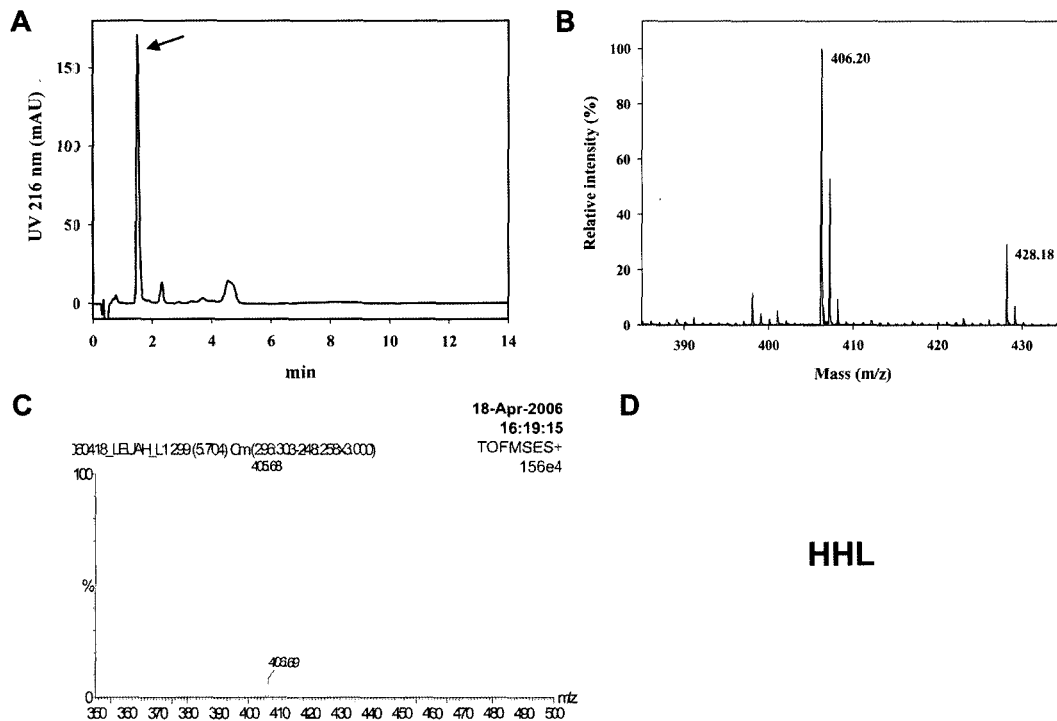 A
UV 216 nm (mAU)
150
100
50
0
0 2 4 6 8 10 12 14
min
B
Relative intensity (%)
100
80
60
40
20
0
406.20
428.18
390 400 410 420 430
Mass (m/z)
C
18-Apr-2006
16:19:15
TOFMSES+
156e4
405.68
100
%
0
406.69
350 360 370 380 390 400 410 420 430 440 450 460 470 480 490 500 m/z
D
HHL